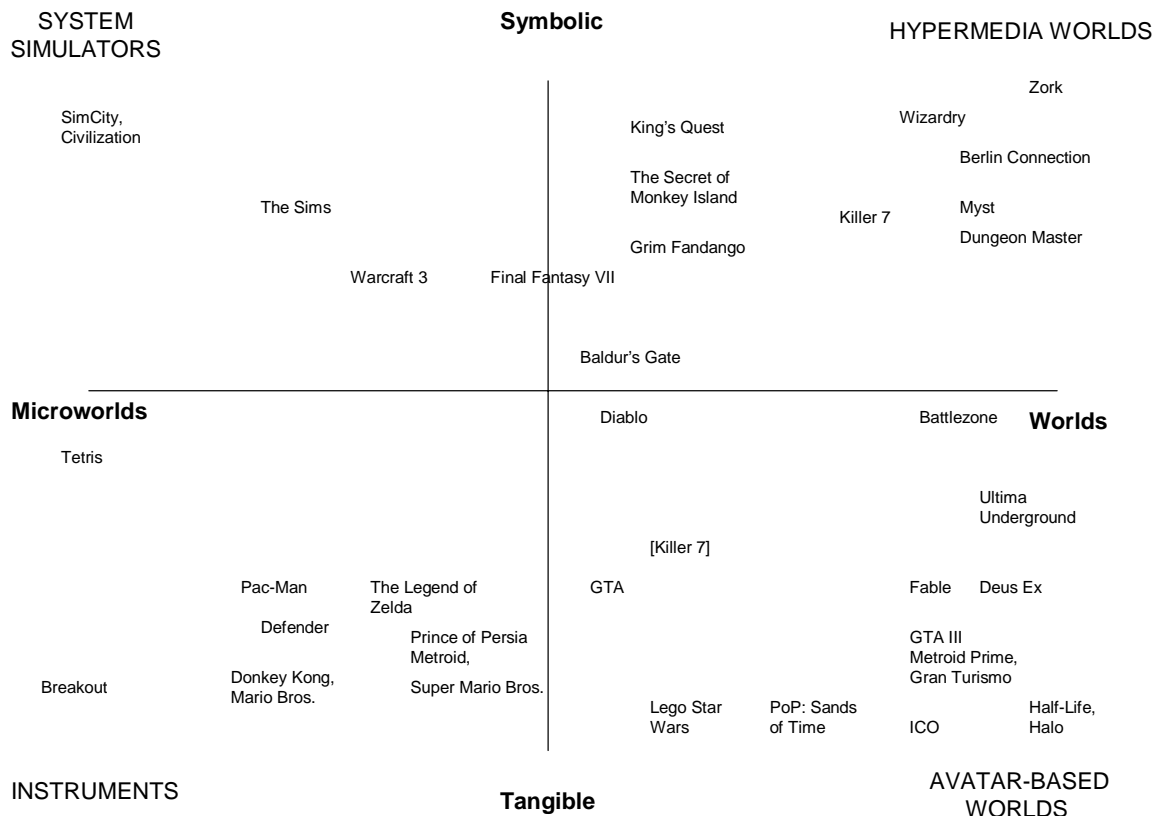 SYSTEM
SIMULATORS
Symbolic
HYPERMEDIA WORLDS
Zork
SimCity,
Civilization
King's Quest
Wizardry
Berlin Connection
The Secret of
Monkey Island
The Sims
Killer 7
Myst
Dungeon Master
Grim Fandango
Warcraft 3
Final Fantasy VII
Baldur's Gate
Microworlds
Diablo
Battlezone
Worlds
Tetris
Ultima
Underground
[Killer 7]
Pac-Man
The Legend of
Zelda
GTA
Fable
Deus Ex
Defender
Prince of Persia
Metroid,
GTA III
Metroid Prime,
Gran Turismo
Breakout
Donkey Kong,
Mario Bros.
Super Mario Bros.
Lego Star
Wars
PoP: Sands
of Time
ICO
Half-Life,
Halo
INSTRUMENTS
Tangible
AVATAR-BASED
WORLDS